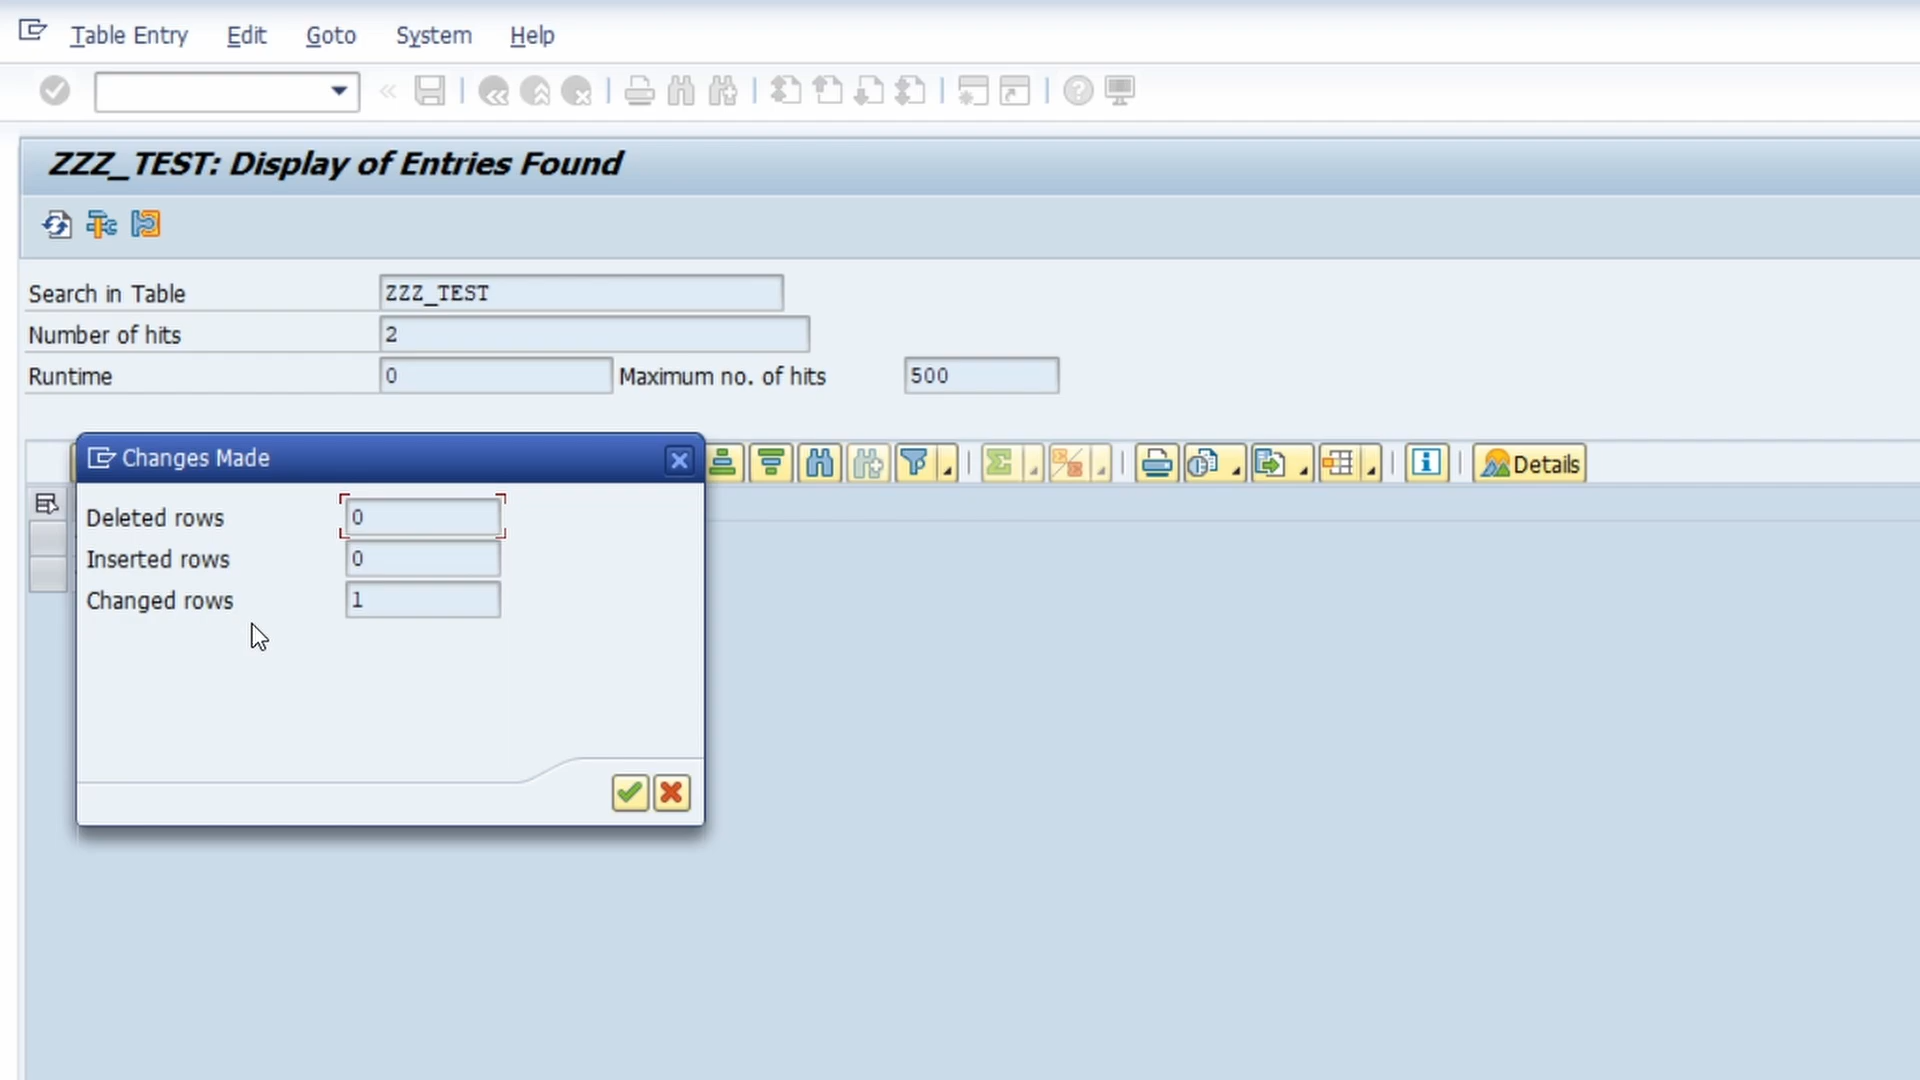 Table Entry Edit Goto System Help
ZZZ_TEST: Display of Entries Found
Search in Table ZZZ_TEST
Number of hits 2
Runtime 0 Maximum no. of hits 500
Changes Made
Details
Deleted rows 0
Inserted rows 0
Changed rows 1